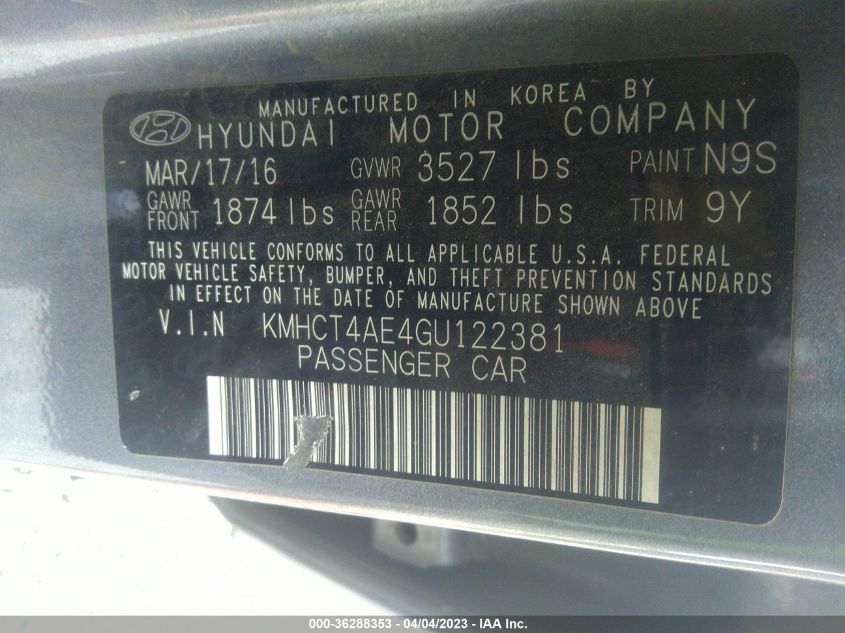 MANUFACTURED IN KOREA BY
HYUNDAI MOTOR COMPANY
MAR/17/16 GVWR 3527 lbs PAINT N9S
GAWR FRONT 1874 lbs GAWR REAR 1852 lbs TRIM 9Y
THIS VEHICLE CONFORMS TO ALL APPLICABLE U.S.A. FEDERAL
MOTOR VEHICLE SAFETY, BUMPER, AND THEFT PREVENTION STANDARDS
IN EFFECT ON THE DATE OF MANUFACTURE SHOWN ABOVE
V.I.N KMHCT4AE4GU122381
PASSENGER CAR
000-36288353 - 04/04/2023 - IAA Inc.